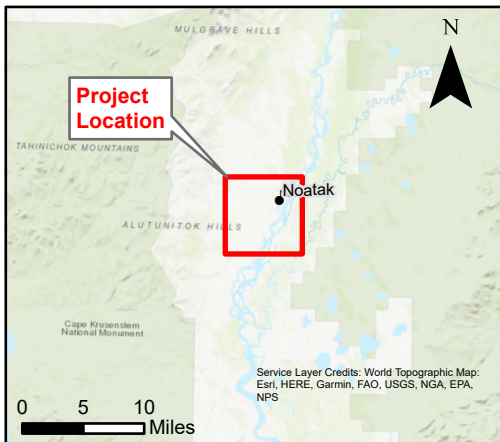 MULGRAVE HILLS
N
Project
Location
TAHINICHOK MOUNTAINS
Noatak
ALUTUNITOK HILLS
Cape Krusenstern
National Monument
Service Layer Credits: World Topographic Map:
Esri, HERE, Garmin, FAO, USGS, NGA, EPA,
NPS
0 5 10
Miles